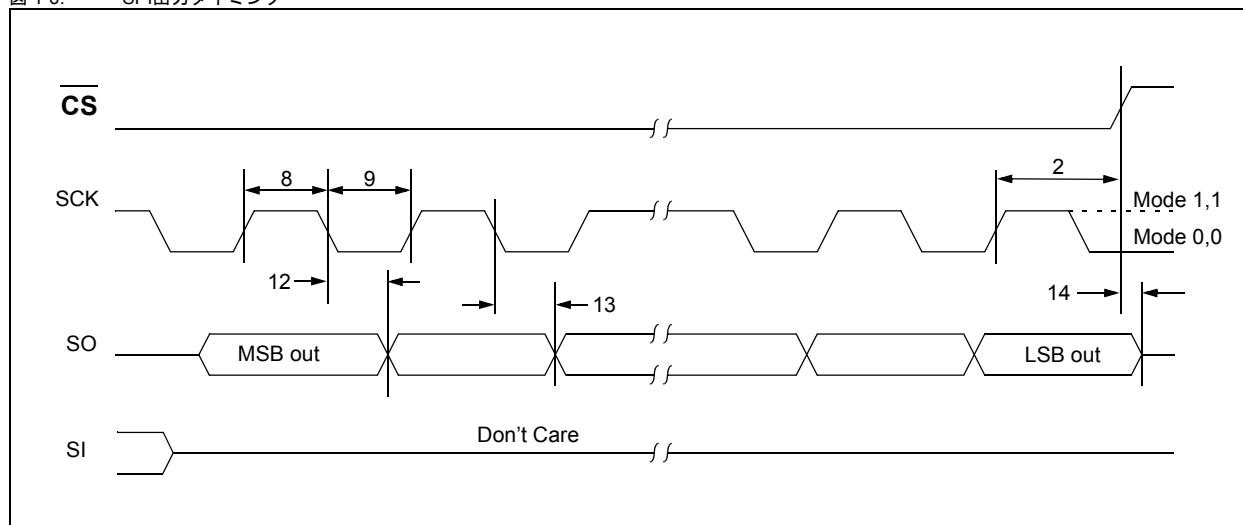 CS
8
9
2
SCK
Mode 1,1
Mode 0,0
12
13
14
SO
MSB out
LSB out
SI
Don't Care